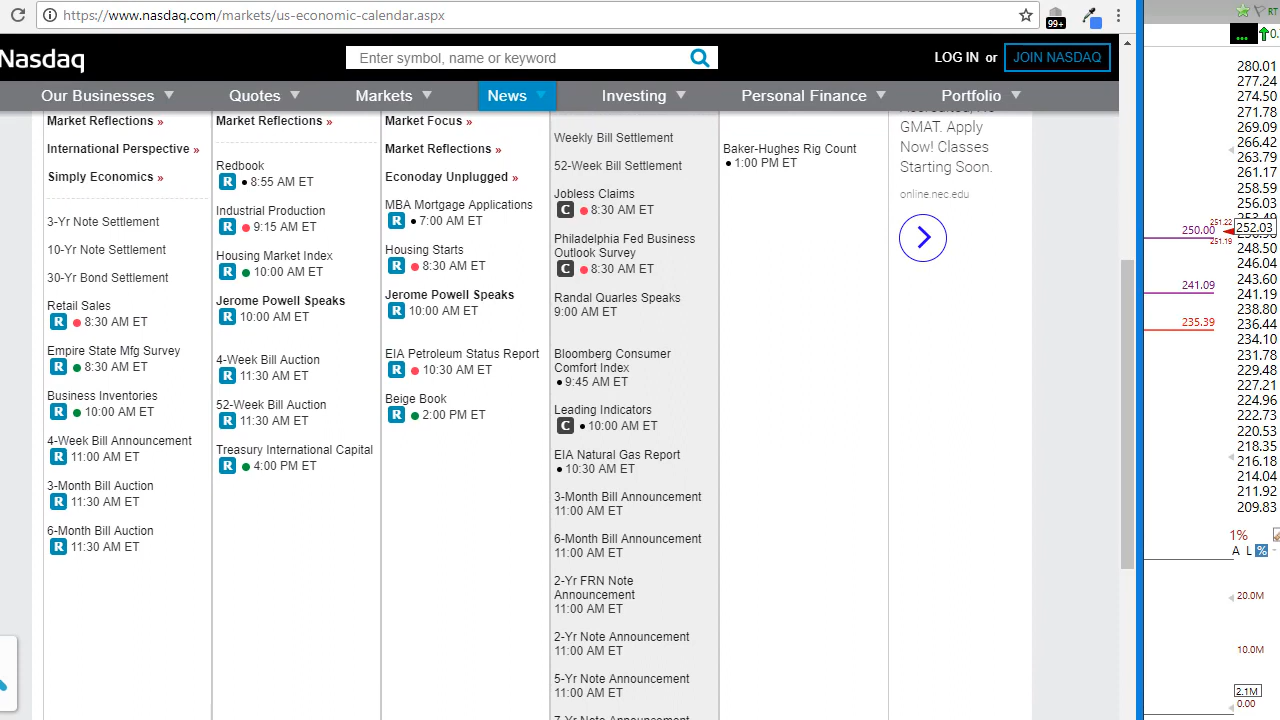 https://www.nasdaq.com/markets/us-economic-calendar.aspx
99+
RT
Nasdaq
Enter symbol, name or keyword
LOG IN or JOIN NASDAQ
Our Businesses
Quotes
Markets
News
Investing
Personal Finance
Portfolio
Market Reflections »
International Perspective »
Simply Economics »
3-Yr Note Settlement
10-Yr Note Settlement
30-Yr Bond Settlement
Retail Sales
R 8:30 AM ET
Empire State Mfg Survey
R 8:30 AM ET
Business Inventories
R 10:00 AM ET
4-Week Bill Announcement
R 11:00 AM ET
3-Month Bill Auction
R 11:30 AM ET
6-Month Bill Auction
R 11:30 AM ET
Market Reflections »
Redbook
R 8:55 AM ET
Industrial Production
R 9:15 AM ET
Housing Market Index
R 10:00 AM ET
Jerome Powell Speaks
R 10:00 AM ET
4-Week Bill Auction
R 11:30 AM ET
52-Week Bill Auction
R 11:30 AM ET
Treasury International Capital
R 4:00 PM ET
Market Focus »
Market Reflections »
Econoday Unplugged »
MBA Mortgage Applications
R 7:00 AM ET
Housing Starts
R 8:30 AM ET
Jerome Powell Speaks
R 10:00 AM ET
EIA Petroleum Status Report
R 10:30 AM ET
Beige Book
R 2:00 PM ET
Weekly Bill Settlement
52-Week Bill Settlement
Jobless Claims
C 8:30 AM ET
Philadelphia Fed Business
Outlook Survey
C 8:30 AM ET
Randal Quarles Speaks
9:00 AM ET
Bloomberg Consumer
Comfort Index
9:45 AM ET
Leading Indicators
C 10:00 AM ET
EIA Natural Gas Report
10:30 AM ET
3-Month Bill Announcement
11:00 AM ET
6-Month Bill Announcement
11:00 AM ET
2-Yr FRN Note
Announcement
11:00 AM ET
2-Yr Note Announcement
11:00 AM ET
5-Yr Note Announcement
11:00 AM ET
7-Yr Note Announcement
Baker-Hughes Rig Count
1:00 PM ET
GMAT. Apply
Now! Classes
Starting Soon.
online.nec.edu
280.01
277.24
274.50
271.78
269.09
266.42
263.79
261.17
258.59
256.03
253.49
251.22
250.00
252.03
251.19
248.50
246.04
243.60
241.09
241.19
238.80
235.39
236.44
234.10
231.78
229.48
227.21
224.96
222.73
220.53
218.35
216.18
214.04
211.92
209.83
1%
A L %
20.0M
10.0M
2.1M
0.00